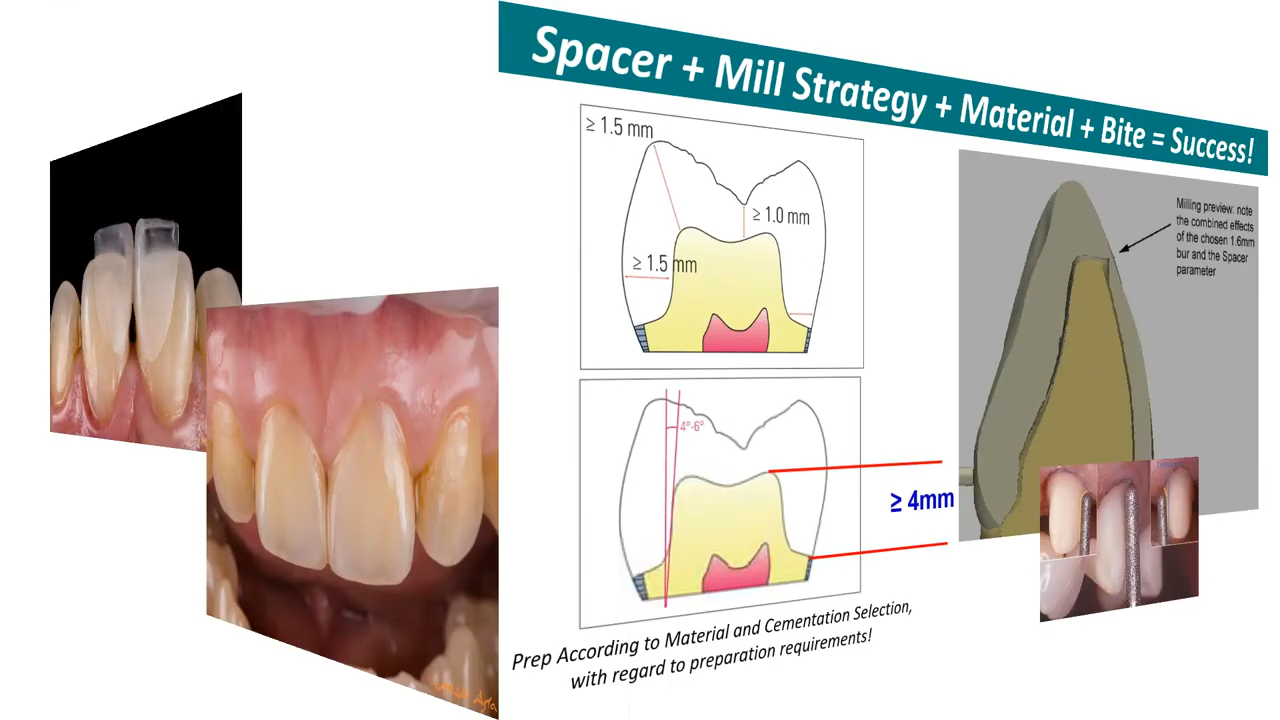 Spacer + Mill Strategy + Material + Bite = Success!
≥ 1.5 mm
≥ 1.0 mm
≥ 1.5 mm
Milling preview: note
the combined effects
of the chosen 1.6mm
bur and the Spacer
parameter
4°-6°
≥ 4mm
Prep According to Material and Cementation Selection,
with regard to preparation requirements!